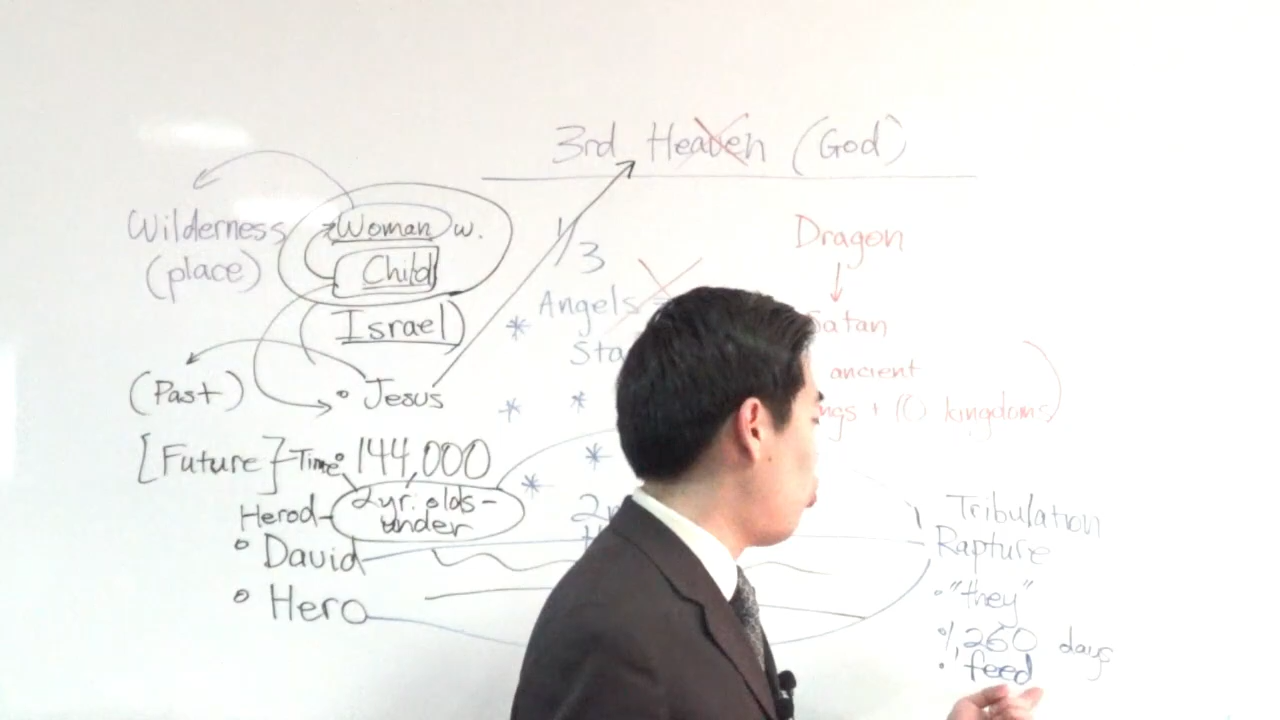 3rd Heaven (God)
Wilderness
(place)
Woman w.
Child
Israel)
(Past)
• Jesus
[Future]-Time: 144,000
Herod-
2yr. olds-
under
• David
• Hero
1/3
Angels =
Dragon
↓
Satan
ancient
10 kingdoms)
Tribulation
Rapture
• "they"
• 1,260 days
• feed